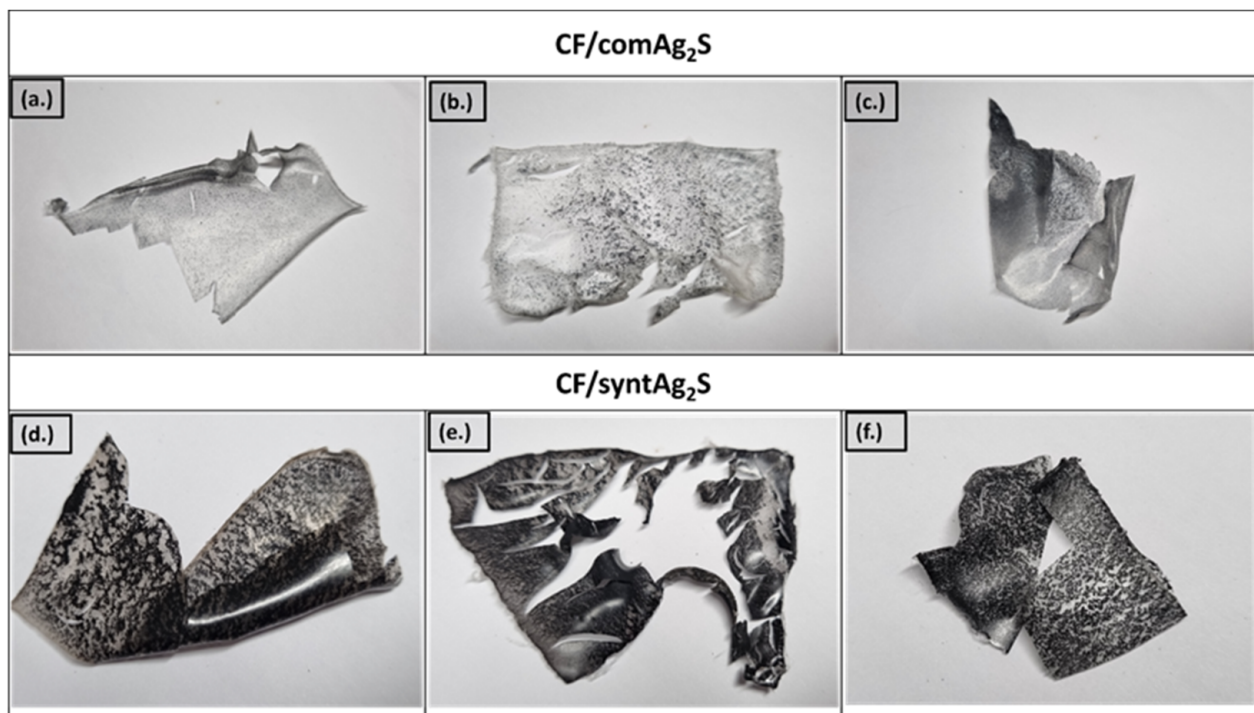 CF/comAg₂S
(a.)
(b.)
(c.)
CF/syntAg₂S
(d.)
(e.)
(f.)